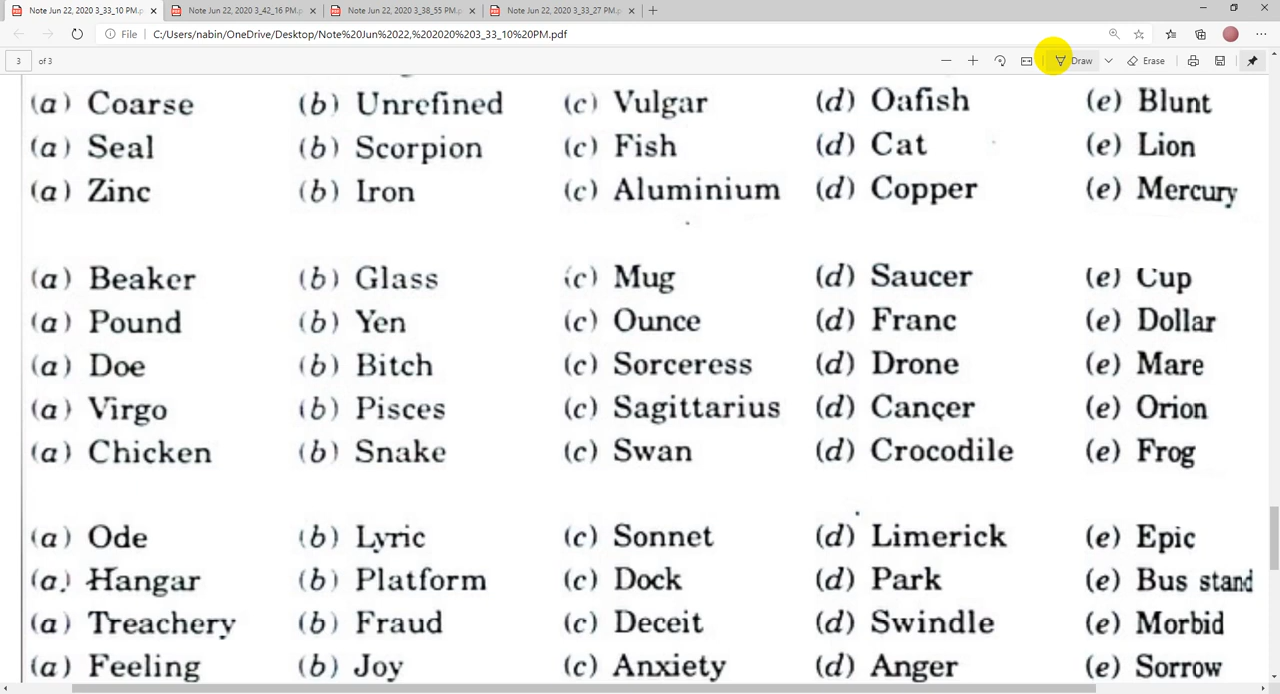 Note Jun 22, 2020 3_33_10 PM.p Note Jun 22, 2020 3_42_16 PM.p Note Jun 22, 2020 3_38_55 PM.p Note Jun 22, 2020 3_33_27 PM.p
File C:/Users/nabin/OneDrive/Desktop/Note%20Jun%2022,%202020%203_33_10%20PM.pdf
3 of 3 Draw Erase
(a) Coarse (b) Unrefined (c) Vulgar (d) Oafish (e) Blunt
(a) Seal (b) Scorpion (c) Fish (d) Cat (e) Lion
(a) Zinc (b) Iron (c) Aluminium (d) Copper (e) Mercury
(a) Beaker (b) Glass (c) Mug (d) Saucer (e) Cup
(a) Pound (b) Yen (c) Ounce (d) Franc (e) Dollar
(a) Doe (b) Bitch (c) Sorceress (d) Drone (e) Mare
(a) Virgo (b) Pisces (c) Sagittarius (d) Cancer (e) Orion
(a) Chicken (b) Snake (c) Swan (d) Crocodile (e) Frog
(a) Ode (b) Lyric (c) Sonnet (d) Limerick (e) Epic
(a) Hangar (b) Platform (c) Dock (d) Park (e) Bus stand
(a) Treachery (b) Fraud (c) Deceit (d) Swindle (e) Morbid
(a) Feeling (b) Joy (c) Anxiety (d) Anger (e) Sorrow